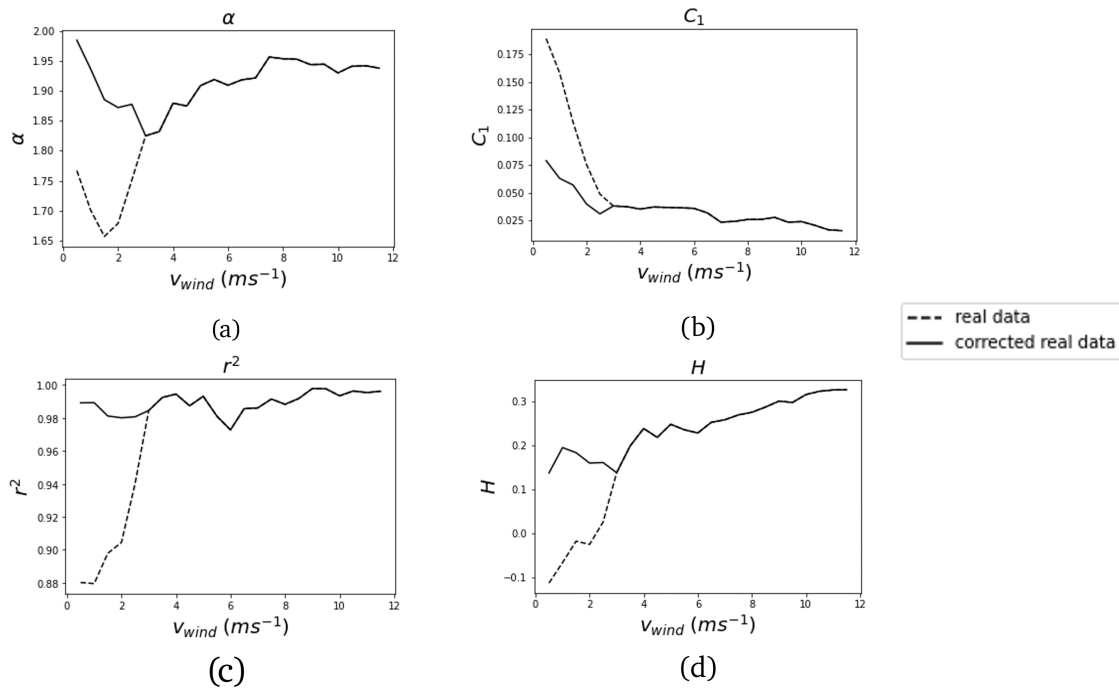 α
2.00
1.95
1.90
1.85
1.80
1.75
1.70
1.65
α
0 2 4 6 8 10 12
v_wind (ms⁻¹)
(a)
C₁
0.175
0.150
0.125
0.100
0.075
0.050
0.025
C₁
0 2 4 6 8 10 12
v_wind (ms⁻¹)
(b)
real data
corrected real data
r²
1.00
0.98
0.96
0.94
0.92
0.90
0.88
r²
0 2 4 6 8 10 12
v_wind (ms⁻¹)
(c)
H
0.3
0.2
0.1
0.0
−0.1
H
0 2 4 6 8 10 12
v_wind (ms⁻¹)
(d)